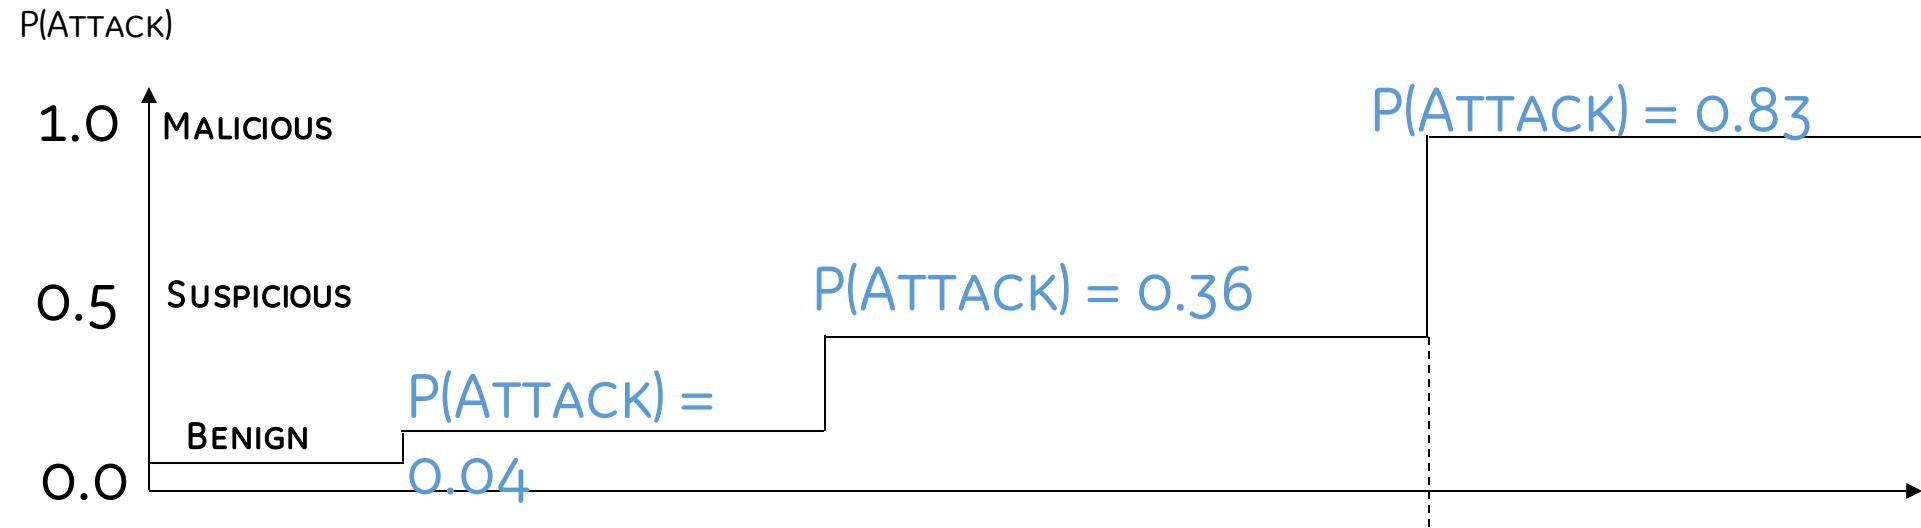 P(ATTACK)
1.0 MALICIOUS
P(ATTACK) = 0.83
0.5 SUSPICIOUS
P(ATTACK) = 0.36
P(ATTACK) =
0.04
BENIGN
0.0